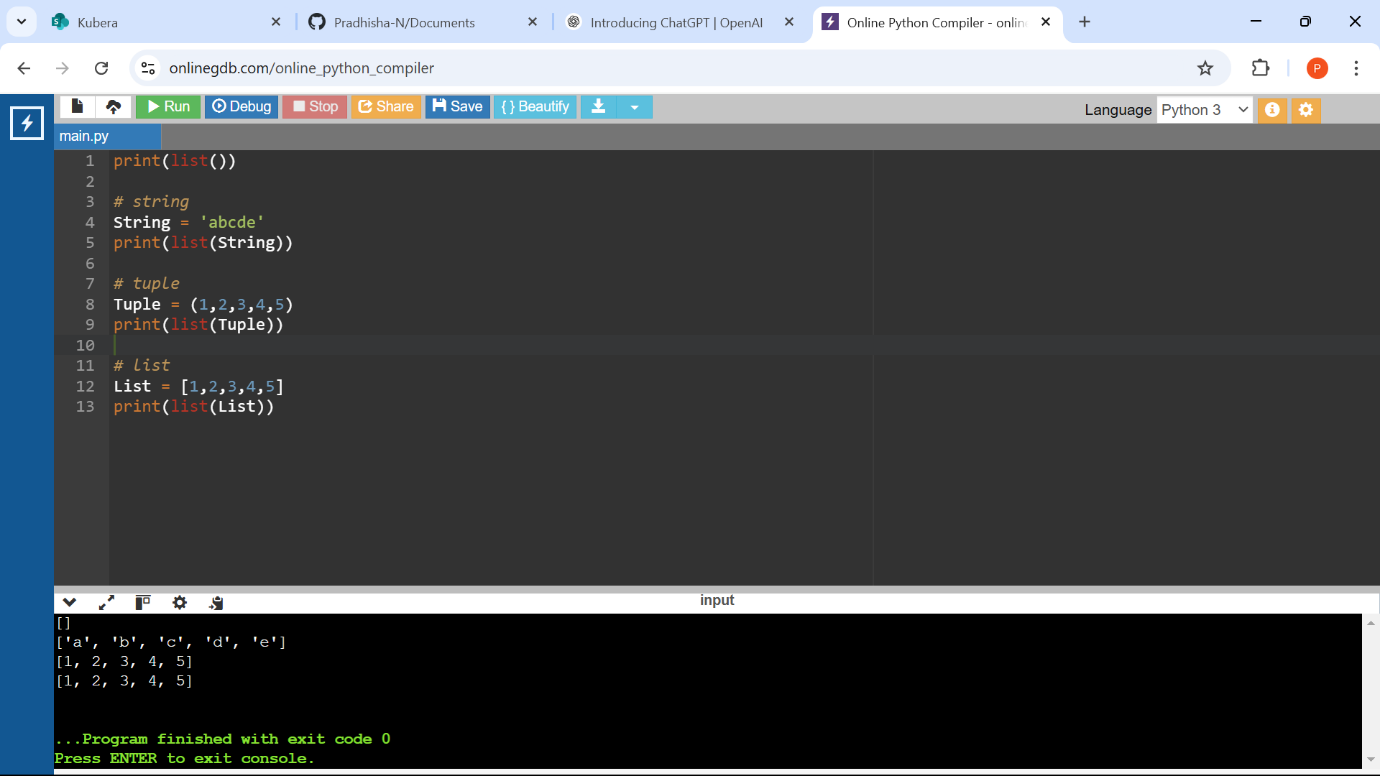 Kubera
Pradhisha-N/Documents
Introducing ChatGPT | OpenAI
Online Python Compiler - onlin
onlinegdb.com/online_python_compiler
P
Run Debug Stop Share Save { } Beautify
Language Python 3
main.py
1 print(list())
2
3 # string
4 String = 'abcde'
5 print(list(String))
6
7 # tuple
8 Tuple = (1,2,3,4,5)
9 print(list(Tuple))
10
11 # list
12 List = [1,2,3,4,5]
13 print(list(List))
input
[]
['a', 'b', 'c', 'd', 'e']
[1, 2, 3, 4, 5]
[1, 2, 3, 4, 5]
...Program finished with exit code 0
Press ENTER to exit console.